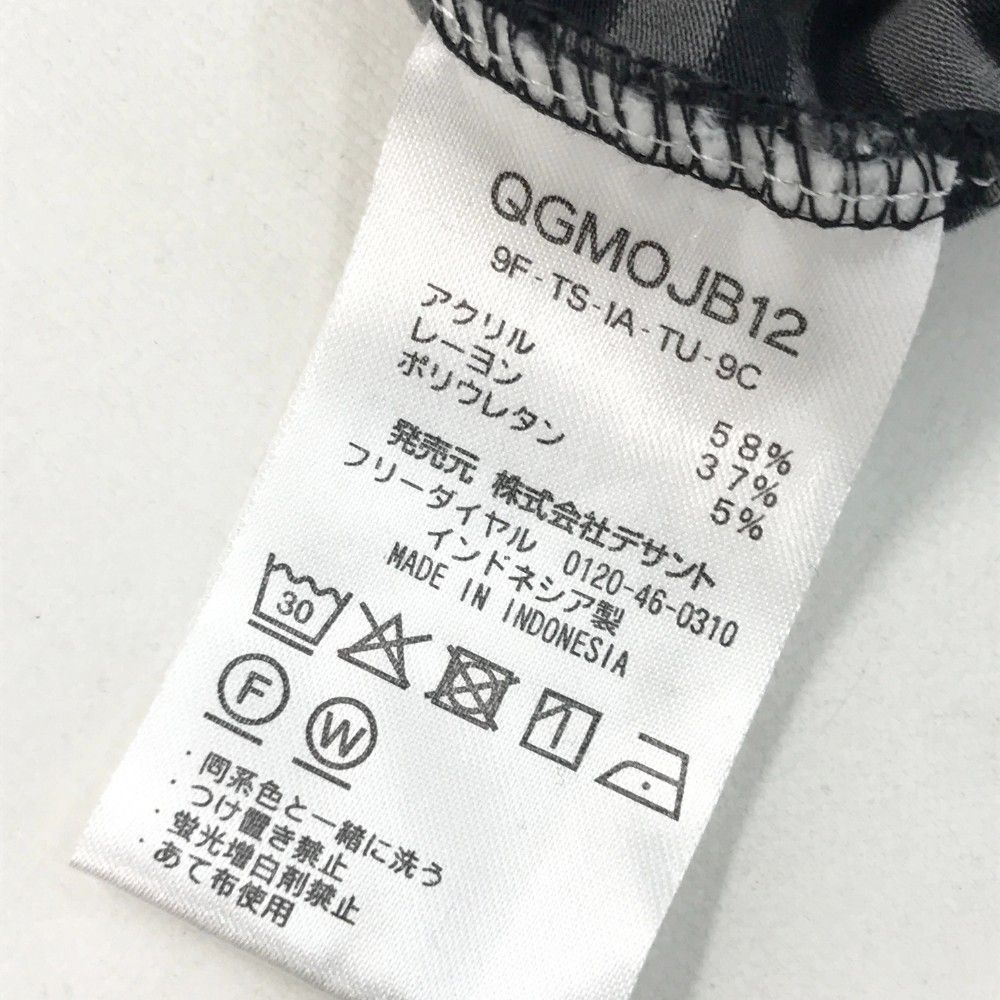 QGMOJB12
9F-TS-IA-TU-9C
アクリル 58%
レーヨン 37%
ポリウレタン 5%
発売元 株式会社デサント
フリーダイヤル 0120-46-0310
インドネシア製
MADE IN INDONESIA
30
F W
・同系色と一緒に洗う
・つけ置き禁止
・蛍光増白剤禁止
・あて布使用